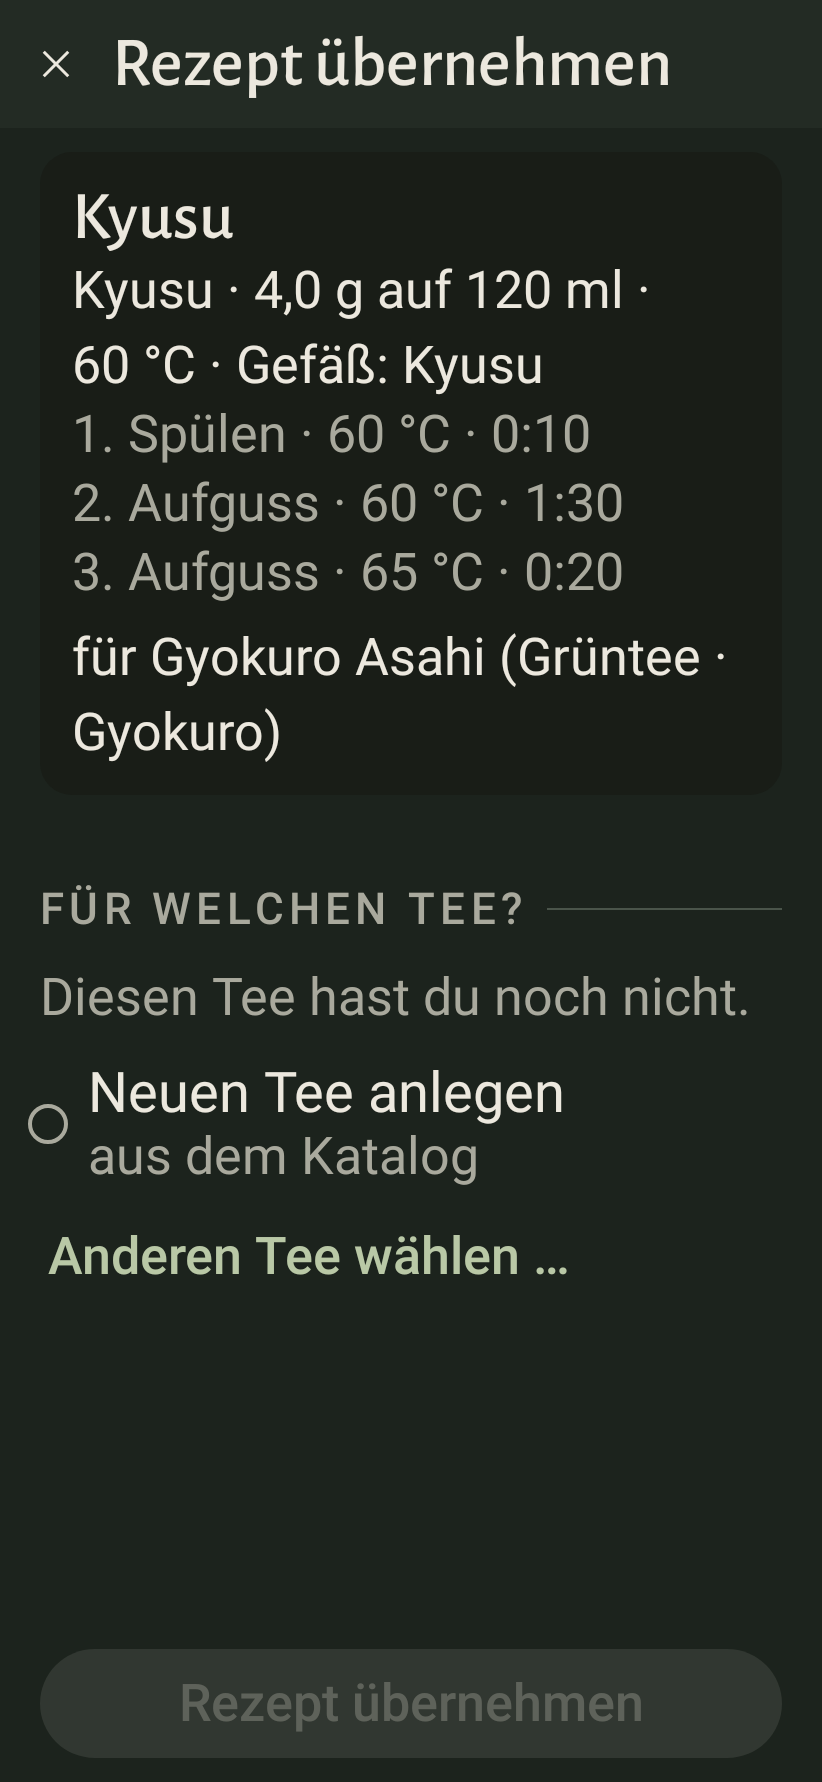 Rezept übernehmen
Kyusu
Kyusu · 4,0 g auf 120 ml ·
60 °C · Gefäß: Kyusu
1. Spülen · 60 °C · 0:10
2. Aufguss · 60 °C · 1:30
3. Aufguss · 65 °C · 0:20
für Gyokuro Asahi (Grüntee ·
Gyokuro)
FÜR WELCHEN TEE?
Diesen Tee hast du noch nicht.
Neuen Tee anlegen
aus dem Katalog
Anderen Tee wählen ...
Rezept übernehmen